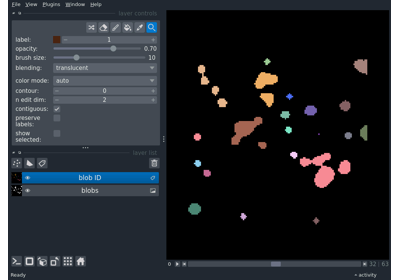 File View Plugins Window Help
layer controls
label: 1
opacity: 0.70
brush size: 10
blending: translucent
color mode: auto
contour: 0
n edit dim: 2
contiguous:
preserve
labels:
show
selected:
layer list
blob ID
blobs
32 63
Ready
activity